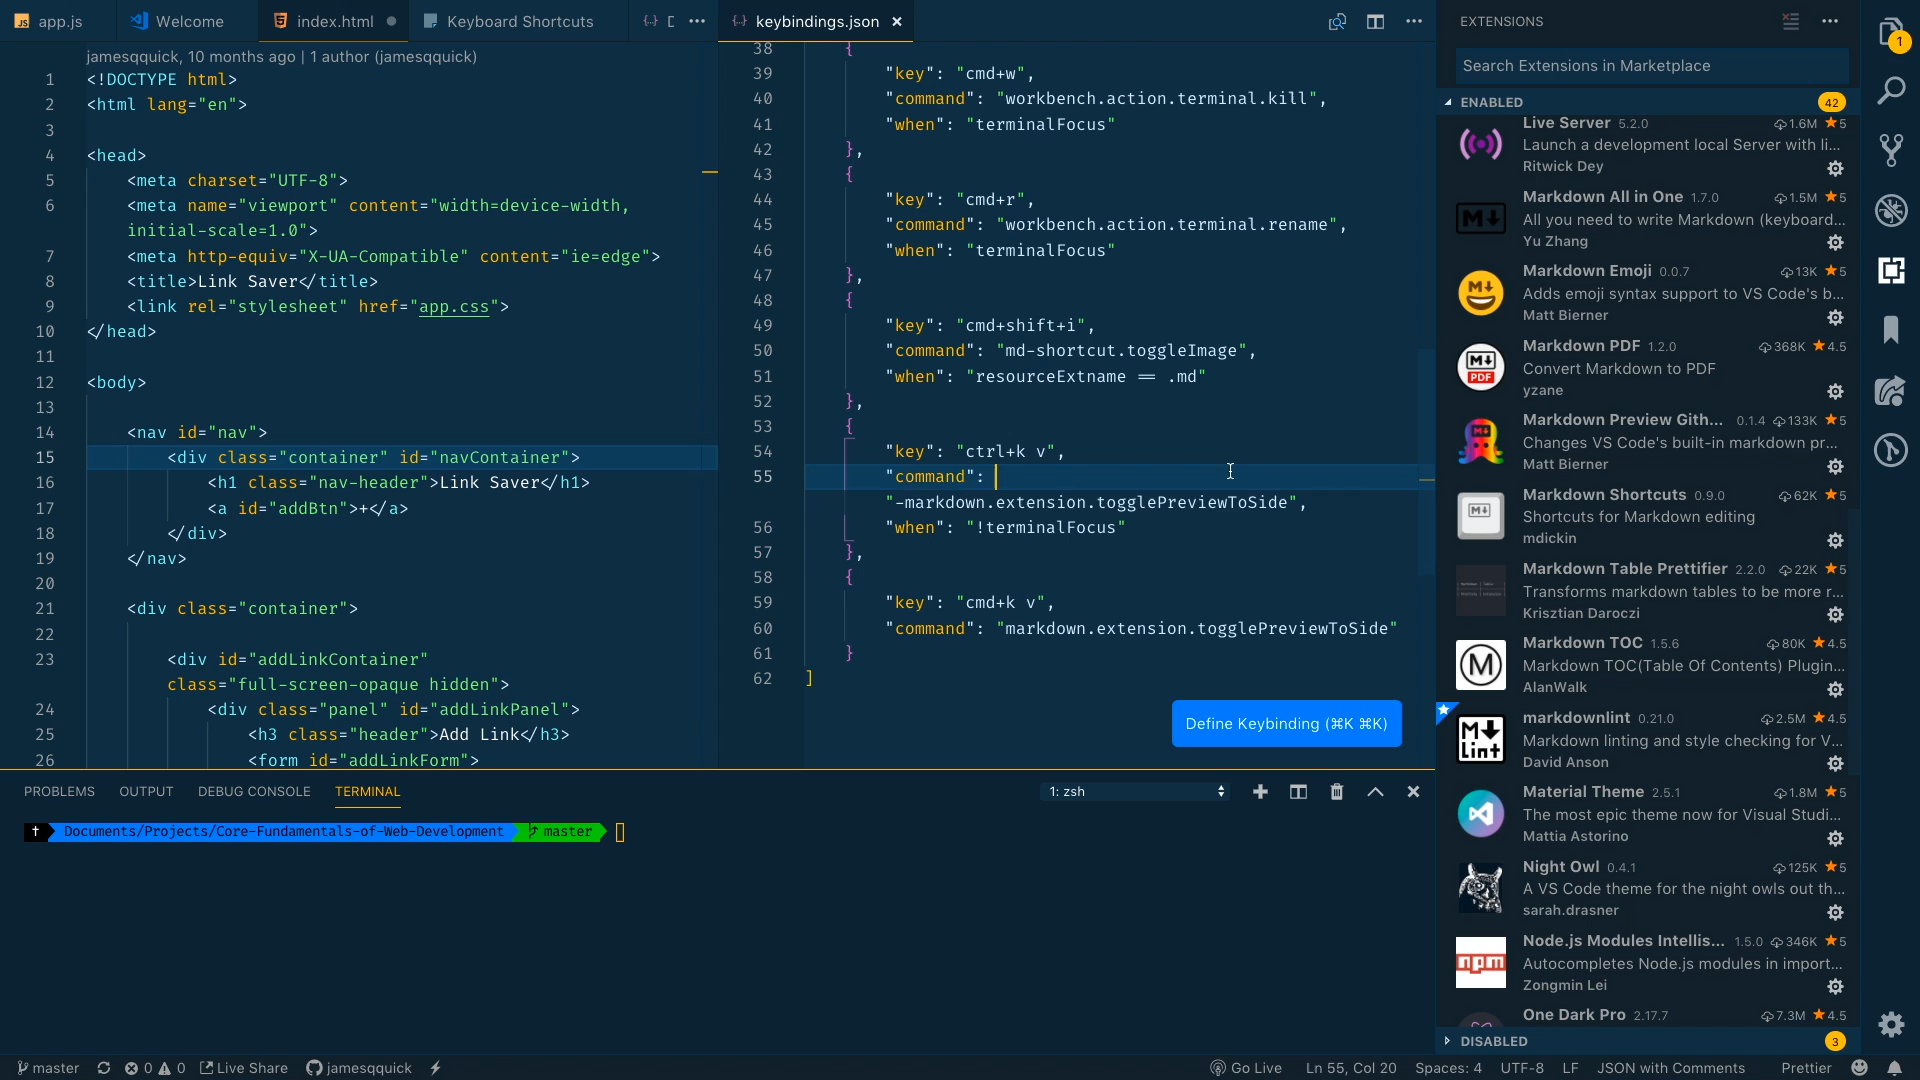 app.js
Welcome
index.html
Keyboard Shortcuts
keybindings.json
jamesqquick, 10 months ago | 1 author (jamesqquick)
1 <!DOCTYPE html>
2 <html lang="en">
3
4 <head>
5 <meta charset="UTF-8">
6 <meta name="viewport" content="width=device-width,
initial-scale=1.0">
7 <meta http-equiv="X-UA-Compatible" content="ie=edge">
8 <title>Link Saver</title>
9 <link rel="stylesheet" href="app.css">
10 </head>
11
12 <body>
13
14 <nav id="nav">
15 <div class="container" id="navContainer">
16 <h1 class="nav-header">Link Saver</h1>
17 <a id="addBtn">+</a>
18 </div>
19 </nav>
20
21 <div class="container">
22
23 <div id="addLinkContainer"
class="full-screen-opaque hidden">
24 <div class="panel" id="addLinkPanel">
25 <h3 class="header">Add Link</h3>
26 <form id="addLinkForm">
38 {
39 "key": "cmd+w",
40 "command": "workbench.action.terminal.kill",
41 "when": "terminalFocus"
42 },
43 {
44 "key": "cmd+r",
45 "command": "workbench.action.terminal.rename",
46 "when": "terminalFocus"
47 },
48 {
49 "key": "cmd+shift+i",
50 "command": "md-shortcut.toggleImage",
51 "when": "resourceExtname == .md"
52 },
53 {
54 "key": "ctrl+k v",
55 "command":
"-markdown.extension.togglePreviewToSide",
56 "when": "!terminalFocus"
57 },
58 {
59 "key": "cmd+k v",
60 "command": "markdown.extension.togglePreviewToSide"
61 }
62 ]
Define Keybinding (⌘K ⌘K)
PROBLEMS OUTPUT DEBUG CONSOLE TERMINAL
1: zsh
Documents/Projects/Core-Fundamentals-of-Web-Development master
EXTENSIONS
Search Extensions in Marketplace
ENABLED 42
Live Server 5.2.0 1.6M 5
Launch a development local Server with li...
Ritwick Dey
Markdown All in One 1.7.0 1.5M 5
All you need to write Markdown (keyboard...
Yu Zhang
Markdown Emoji 0.0.7 13K 5
Adds emoji syntax support to VS Code's b...
Matt Bierner
Markdown PDF 1.2.0 368K 4.5
Convert Markdown to PDF
yzane
Markdown Preview Gith... 0.1.4 133K 5
Changes VS Code's built-in markdown pr...
Matt Bierner
Markdown Shortcuts 0.9.0 62K 5
Shortcuts for Markdown editing
mdickin
Markdown Table Prettifier 2.2.0 22K 5
Transforms markdown tables to be more r...
Krisztian Daroczi
Markdown TOC 1.5.6 80K 4.5
Markdown TOC(Table Of Contents) Plugin...
AlanWalk
markdownlint 0.21.0 2.5M 4.5
Markdown linting and style checking for V...
David Anson
Material Theme 2.5.1 1.8M 5
The most epic theme now for Visual Studi...
Mattia Astorino
Night Owl 0.4.1 125K 5
A VS Code theme for the night owls out th...
sarah.drasner
Node.js Modules Intellis... 1.5.0 346K 5
Autocompletes Node.js modules in import...
Zongmin Lei
One Dark Pro 2.17.7 7.3M 4.5
DISABLED 3
1
master 0 0 Live Share jamesqquick
Go Live Ln 55, Col 20 Spaces: 4 UTF-8 LF JSON with Comments Prettier